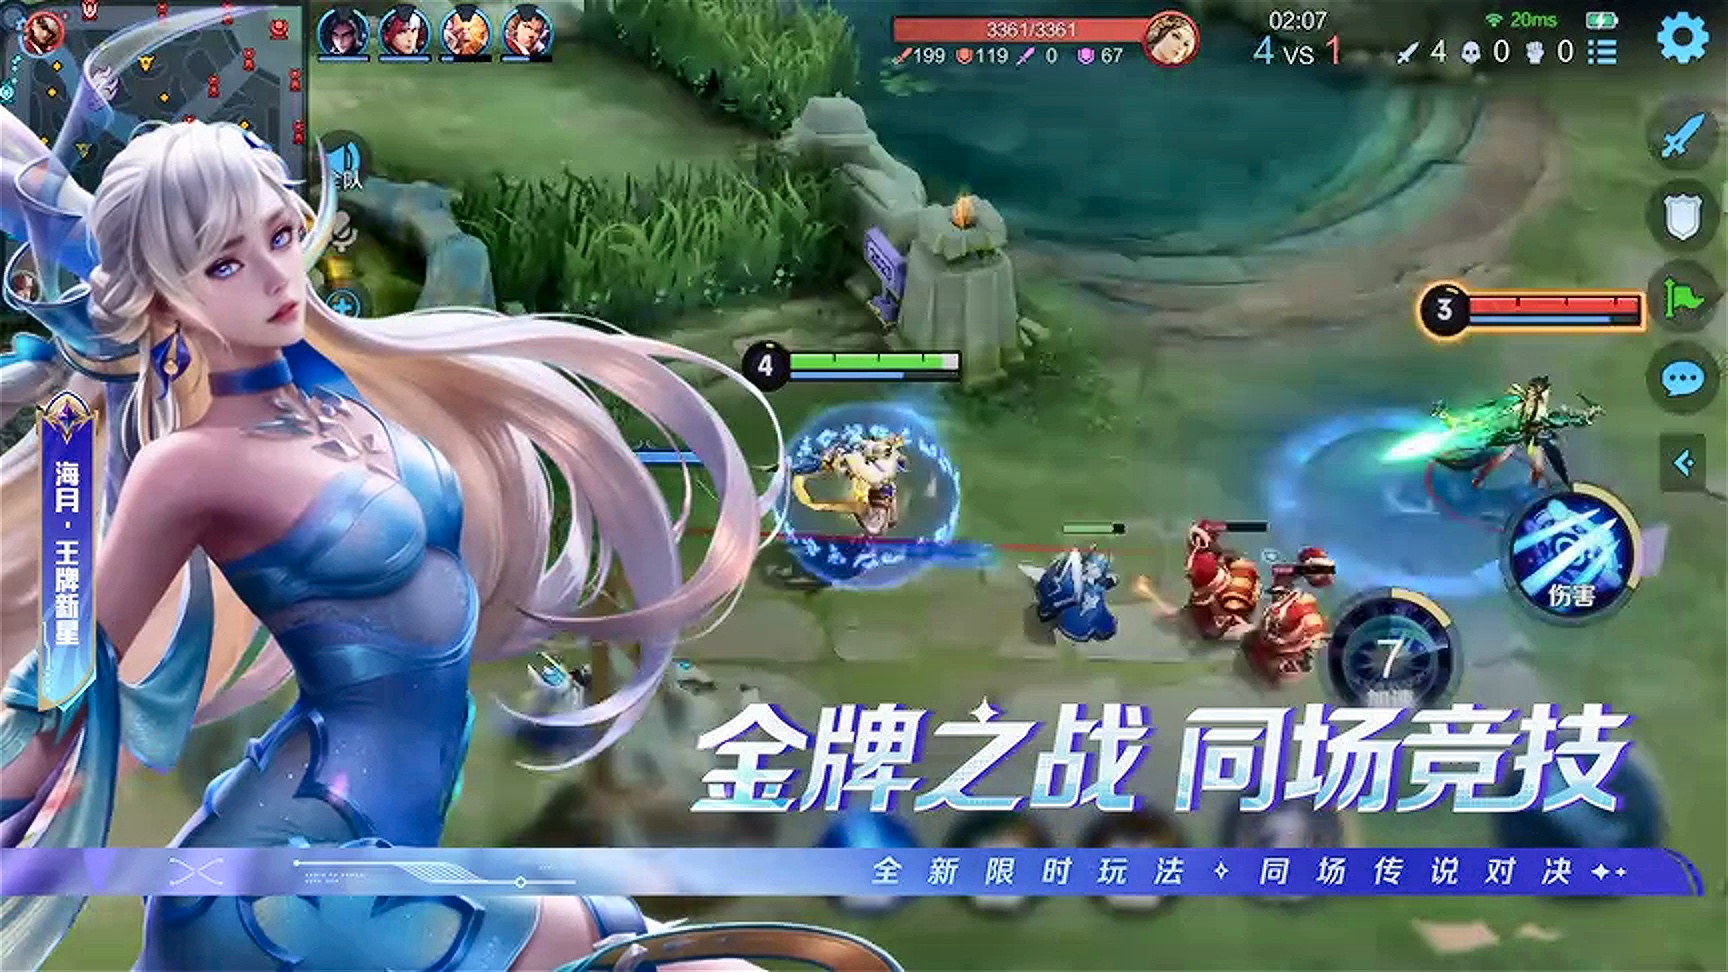 3361/3361
199 119 0 67
02:07
4 VS 1
20ms
4 0 0
3
4
海月·王牌新星
伤害
7
金牌之战 同场竞技
全新限时玩法 同场传说对决